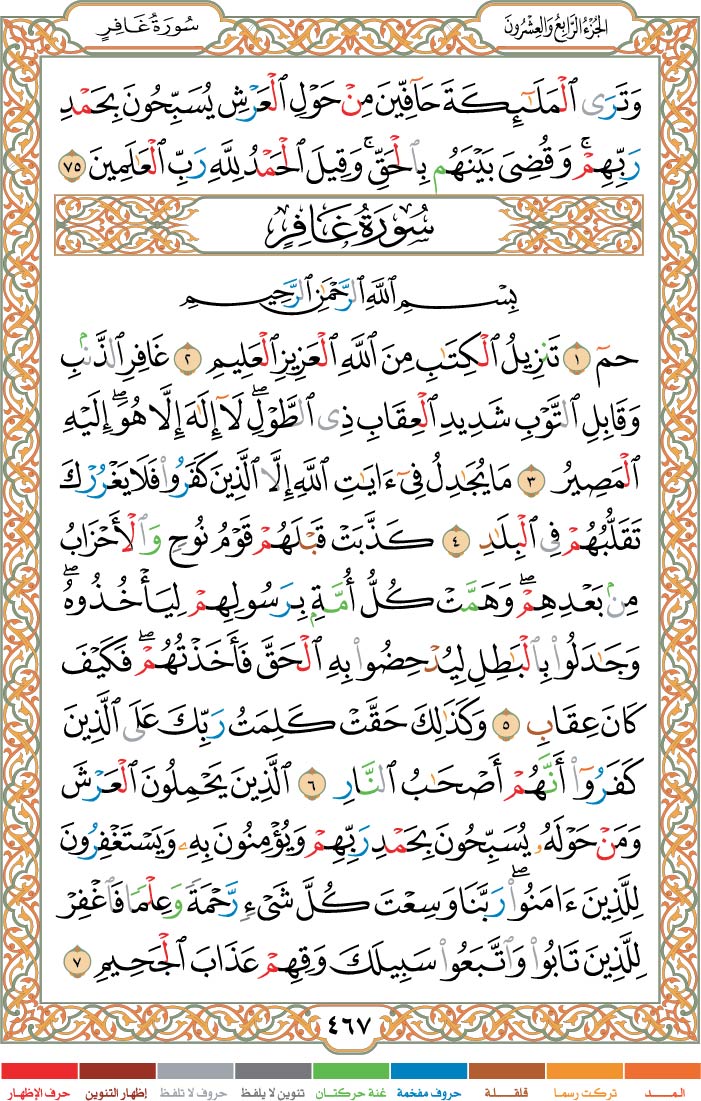 سُورَةُ غَافِرٍ
الجُزْءُ الرَّابِعُ وَالعِشْرُونَ
وَتَرَى ٱلْمَلَٰٓئِكَةَ حَآفِّينَ مِنْ حَوْلِ ٱلْعَرْشِ يُسَبِّحُونَ بِحَمْدِ
رَبِّهِمْ ۖ وَقُضِىَ بَيْنَهُم بِٱلْحَقِّ وَقِيلَ ٱلْحَمْدُ لِلَّهِ رَبِّ ٱلْعَٰلَمِينَ ٧٥
سُورَةُ غَافِرٍ
بِسْمِ ٱللَّهِ ٱلرَّحْمَٰنِ ٱلرَّحِيمِ
حمٓ ١ تَنزِيلُ ٱلْكِتَٰبِ مِنَ ٱللَّهِ ٱلْعَزِيزِ ٱلْعَلِيمِ ٢ غَافِرِ ٱلذَّنۢبِ
وَقَابِلِ ٱلتَّوْبِ شَدِيدِ ٱلْعِقَابِ ذِى ٱلطَّوْلِ ۖ لَآ إِلَٰهَ إِلَّا هُوَ ۖ إِلَيْهِ
ٱلْمَصِيرُ ٣ مَا يُجَٰدِلُ فِىٓ ءَايَٰتِ ٱللَّهِ إِلَّا ٱلَّذِينَ كَفَرُوا۟ فَلَا يَغْرُرْكَ
تَقَلُّبُهُمْ فِى ٱلْبِلَٰدِ ٤ كَذَّبَتْ قَبْلَهُمْ قَوْمُ نُوحٍ وَٱلْأَحْزَابُ
مِنۢ بَعْدِهِمْ ۖ وَهَمَّتْ كُلُّ أُمَّةٍۭ بِرَسُولِهِمْ لِيَأْخُذُوهُ ۖ
وَجَٰدَلُوا۟ بِٱلْبَٰطِلِ لِيُدْحِضُوا۟ بِهِ ٱلْحَقَّ فَأَخَذْتُهُمْ ۖ فَكَيْفَ
كَانَ عِقَابِ ٥ وَكَذَٰلِكَ حَقَّتْ كَلِمَتُ رَبِّكَ عَلَى ٱلَّذِينَ
كَفَرُوٓا۟ أَنَّهُمْ أَصْحَٰبُ ٱلنَّارِ ٦ ٱلَّذِينَ يَحْمِلُونَ ٱلْعَرْشَ
وَمَنْ حَوْلَهُۥ يُسَبِّحُونَ بِحَمْدِ رَبِّهِمْ وَيُؤْمِنُونَ بِهِۦ وَيَسْتَغْفِرُونَ
لِلَّذِينَ ءَامَنُوا۟ ۖ رَبَّنَا وَسِعْتَ كُلَّ شَىْءٍ رَّحْمَةً وَعِلْمًا فَٱغْفِرْ
لِلَّذِينَ تَابُوا۟ وَٱتَّبَعُوا۟ سَبِيلَكَ وَقِهِمْ عَذَابَ ٱلْجَحِيمِ ٧
٤٦٧
المـــد تركت رسما قلقـلة حروف مفخمة غنة حركتان تنوين لا يلفظ حروف لا تلفظ إظهار التنوين حرف الإظهار